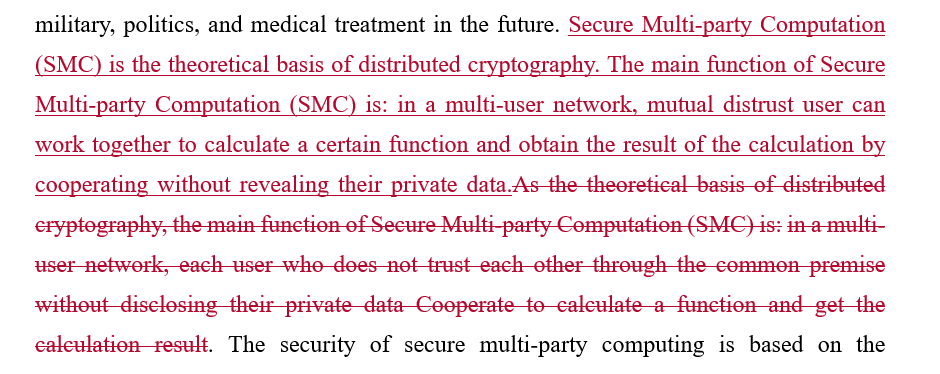 military, politics, and medical treatment in the future. Secure Multi-party Computation
(SMC) is the theoretical basis of distributed cryptography. The main function of Secure
Multi-party Computation (SMC) is: in a multi-user network, mutual distrust user can
work together to calculate a certain function and obtain the result of the calculation by
cooperating without revealing their private data.As the theoretical basis of distributed
cryptography, the main function of Secure Multi-party Computation (SMC) is: in a multi-
user network, each user who does not trust each other through the common premise
without disclosing their private data Cooperate to calculate a function and get the
calculation result. The security of secure multi-party computing is based on the